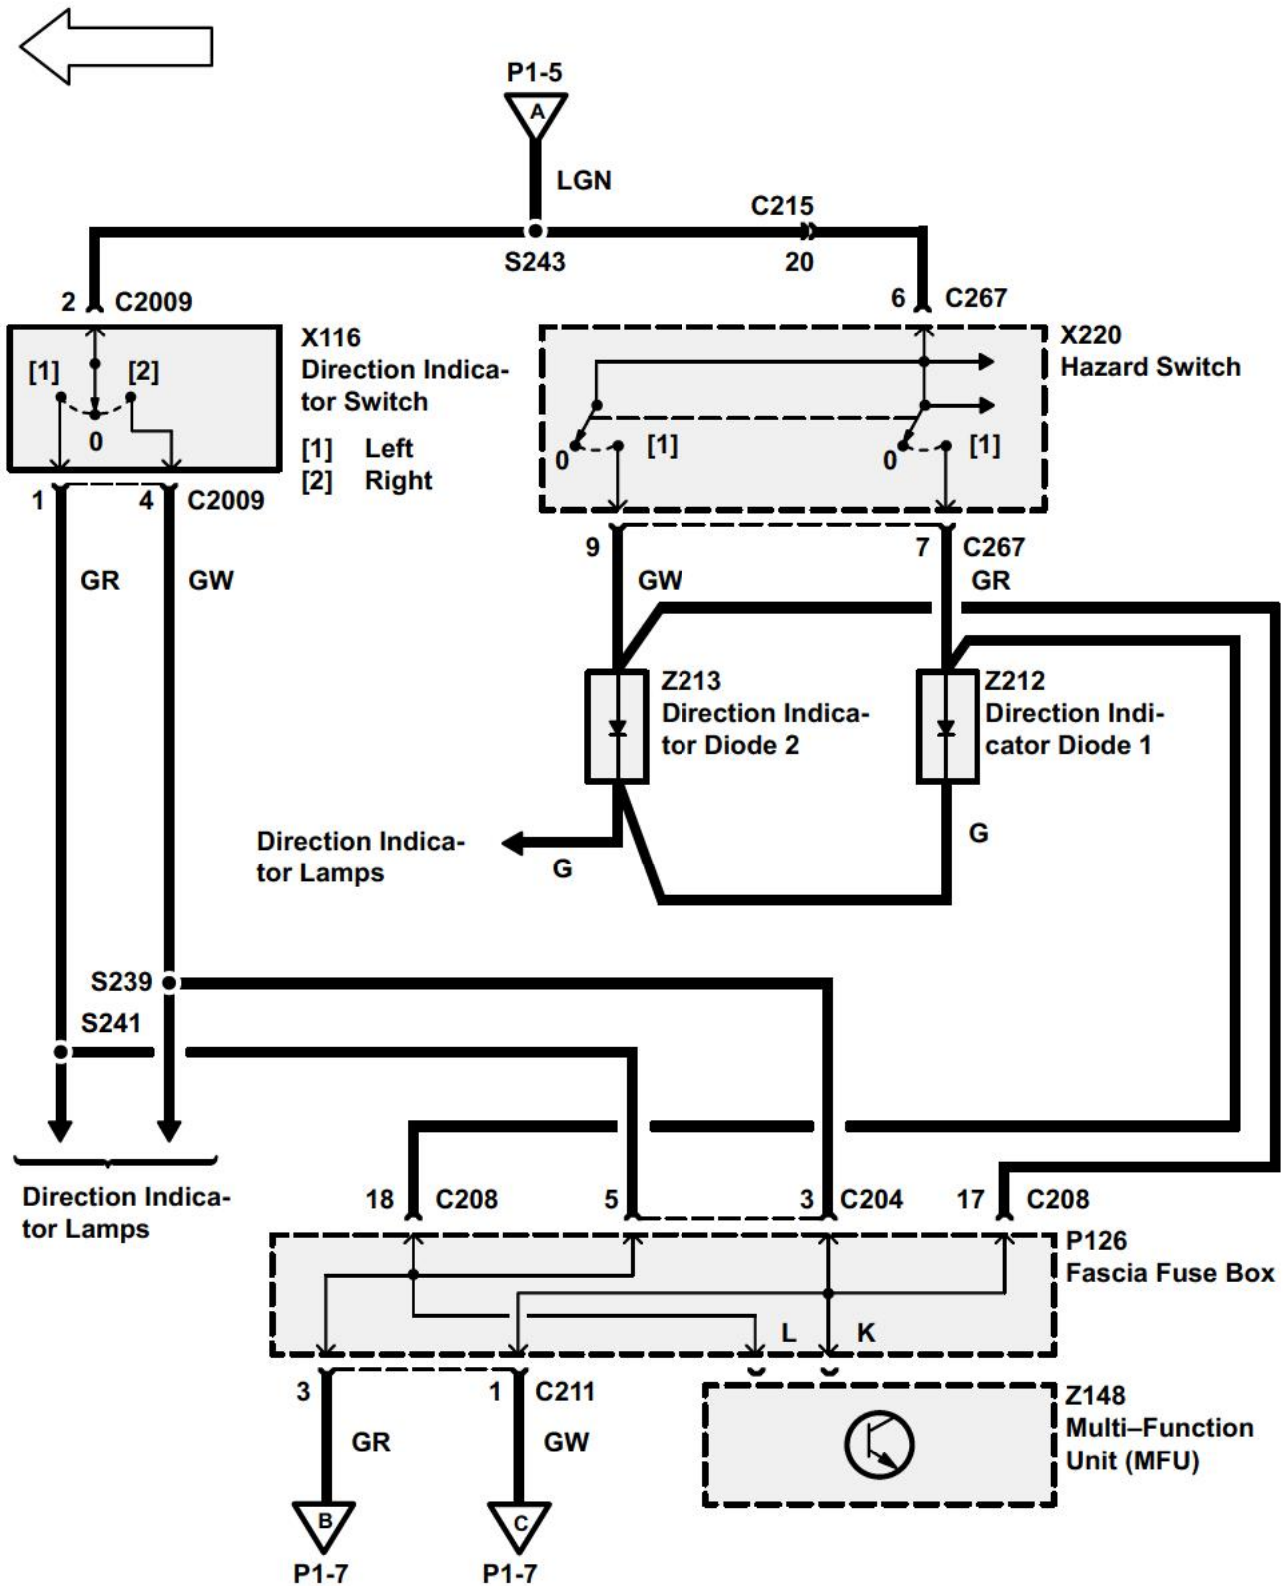 P1-5
A
LGN
C215
S243
20
2 C2009
6 C267
X116
Direction Indica-
tor Switch
[1] Left
[2] Right
[1] [2]
0
X220
Hazard Switch
0 [1]
0 [1]
1 4 C2009
9 7 C267
GR GW
GW GR
Z213
Direction Indica-
tor Diode 2
Z212
Direction Indi-
cator Diode 1
Direction Indica-
tor Lamps
G
G
S239
S241
Direction Indica-
tor Lamps
18 C208 5 3 C204 17 C208
P126
Fascia Fuse Box
L K
3 1 C211
Z148
Multi–Function
Unit (MFU)
GR GW
B C
P1-7 P1-7